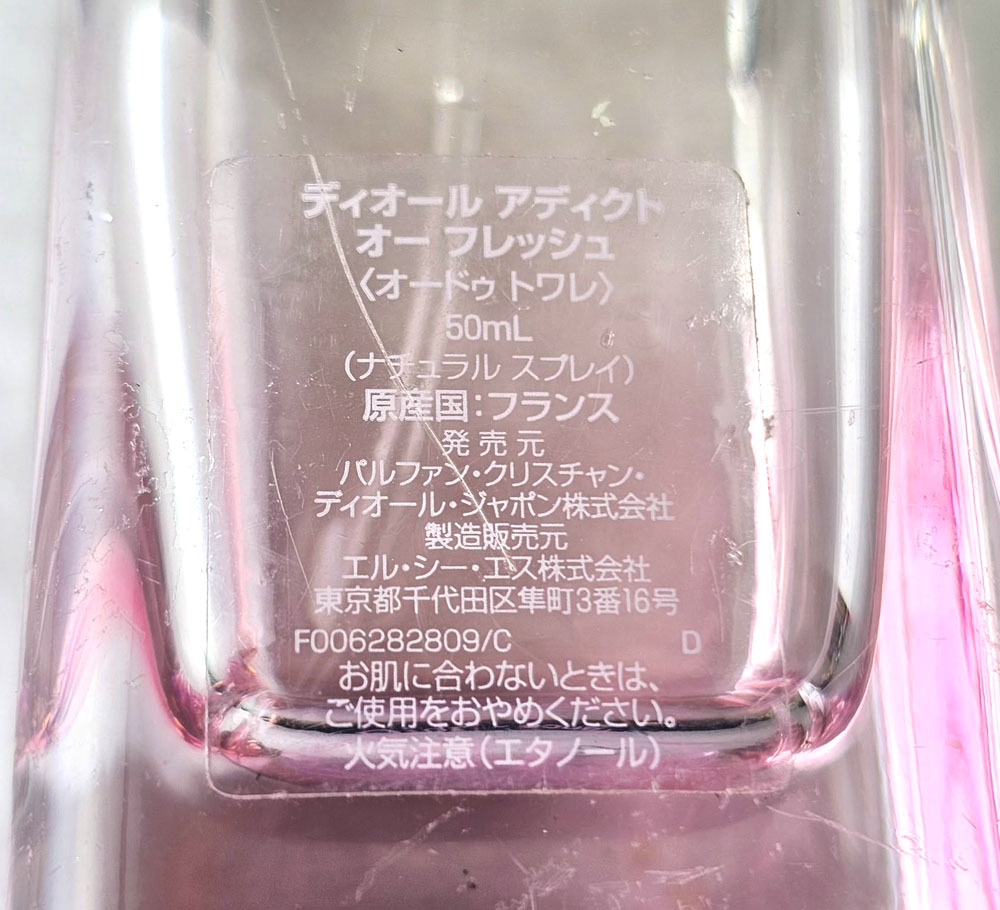 ディオール アディクト
オー フレッシュ
〈オードゥ トワレ〉
50mL
(ナチュラル スプレイ)
原産国:フランス
発売元
パルファン・クリスチャン・
ディオール・ジャポン株式会社
製造販売元
エル・シー・エス株式会社
東京都千代田区隼町3番16号
F006282809/C D
お肌に合わないときは、
ご使用をおやめください。
火気注意(エタノール)